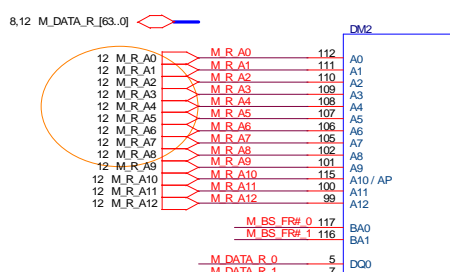 8,12 M_DATA_R_[63..0]
DM2
12 M_R_A0 M_R_A0 112 A0
12 M_R_A1 M_R_A1 111 A1
12 M_R_A2 M_R_A2 110 A2
12 M_R_A3 M_R_A3 109 A3
12 M_R_A4 M_R_A4 108 A4
12 M_R_A5 M_R_A5 107 A5
12 M_R_A6 M_R_A6 106 A6
12 M_R_A7 M_R_A7 105 A7
12 M_R_A8 M_R_A8 102 A8
12 M_R_A9 M_R_A9 101 A9
12 M_R_A10 M_R_A10 115 A10 / AP
12 M_R_A11 M_R_A11 100 A11
12 M_R_A12 M_R_A12 99 A12
M_BS_FR#_0 117 BA0
M_BS_FR#_1 116 BA1
M_DATA_R_0 5 DQ0
M_DATA_R_1 7